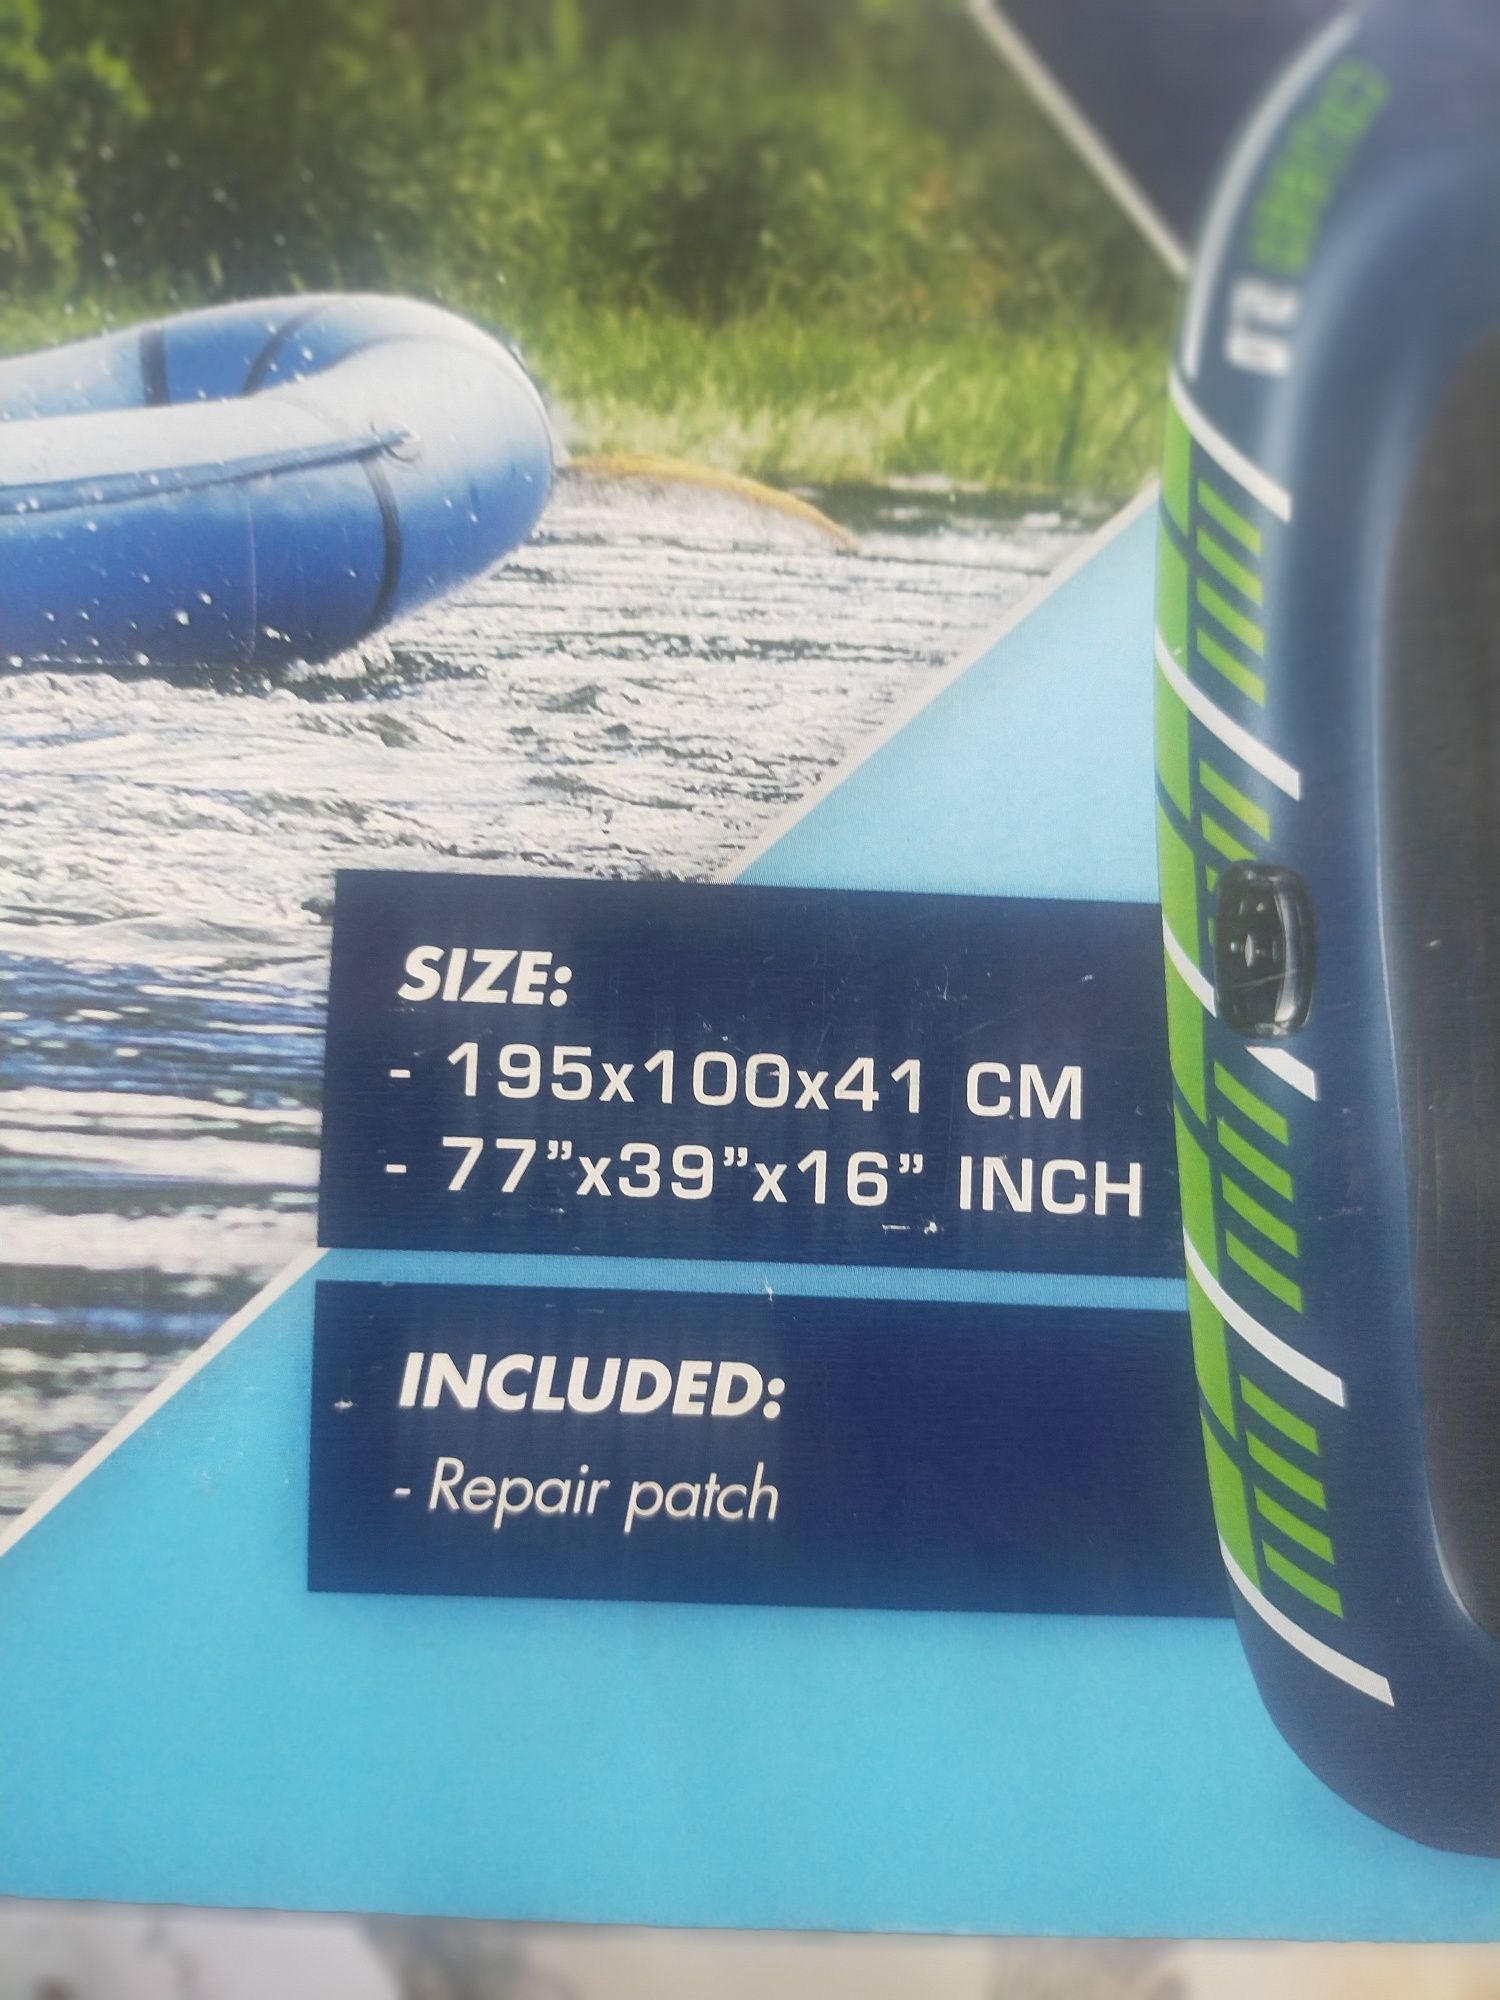 SIZE:
- 195x100x41 CM
- 77”x39”x16” INCH
INCLUDED:
- Repair patch